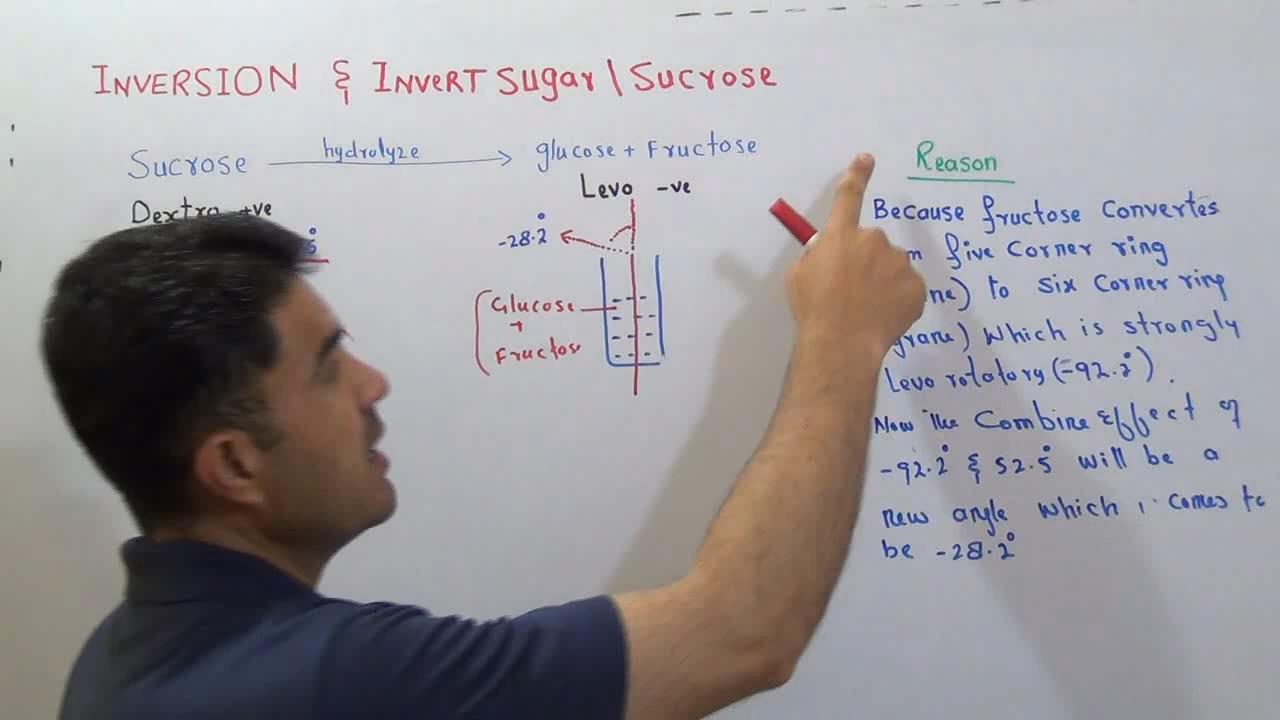 INVERSION & INVERT Sugar\Sucrose
Sucrose hydrolyze glucose + Fructose
Dextro +ve
Levo -ve
-28.2°
Glucose
+
Fructose
Reason
Because fructose Convertes
five Corner ring
to six Corner ring
Which is strongly
Levo rotatory (-92.2°).
Now the Combine Effect of
-92.2° & 52.5° will be a
new angle which comes to
be -28.2°